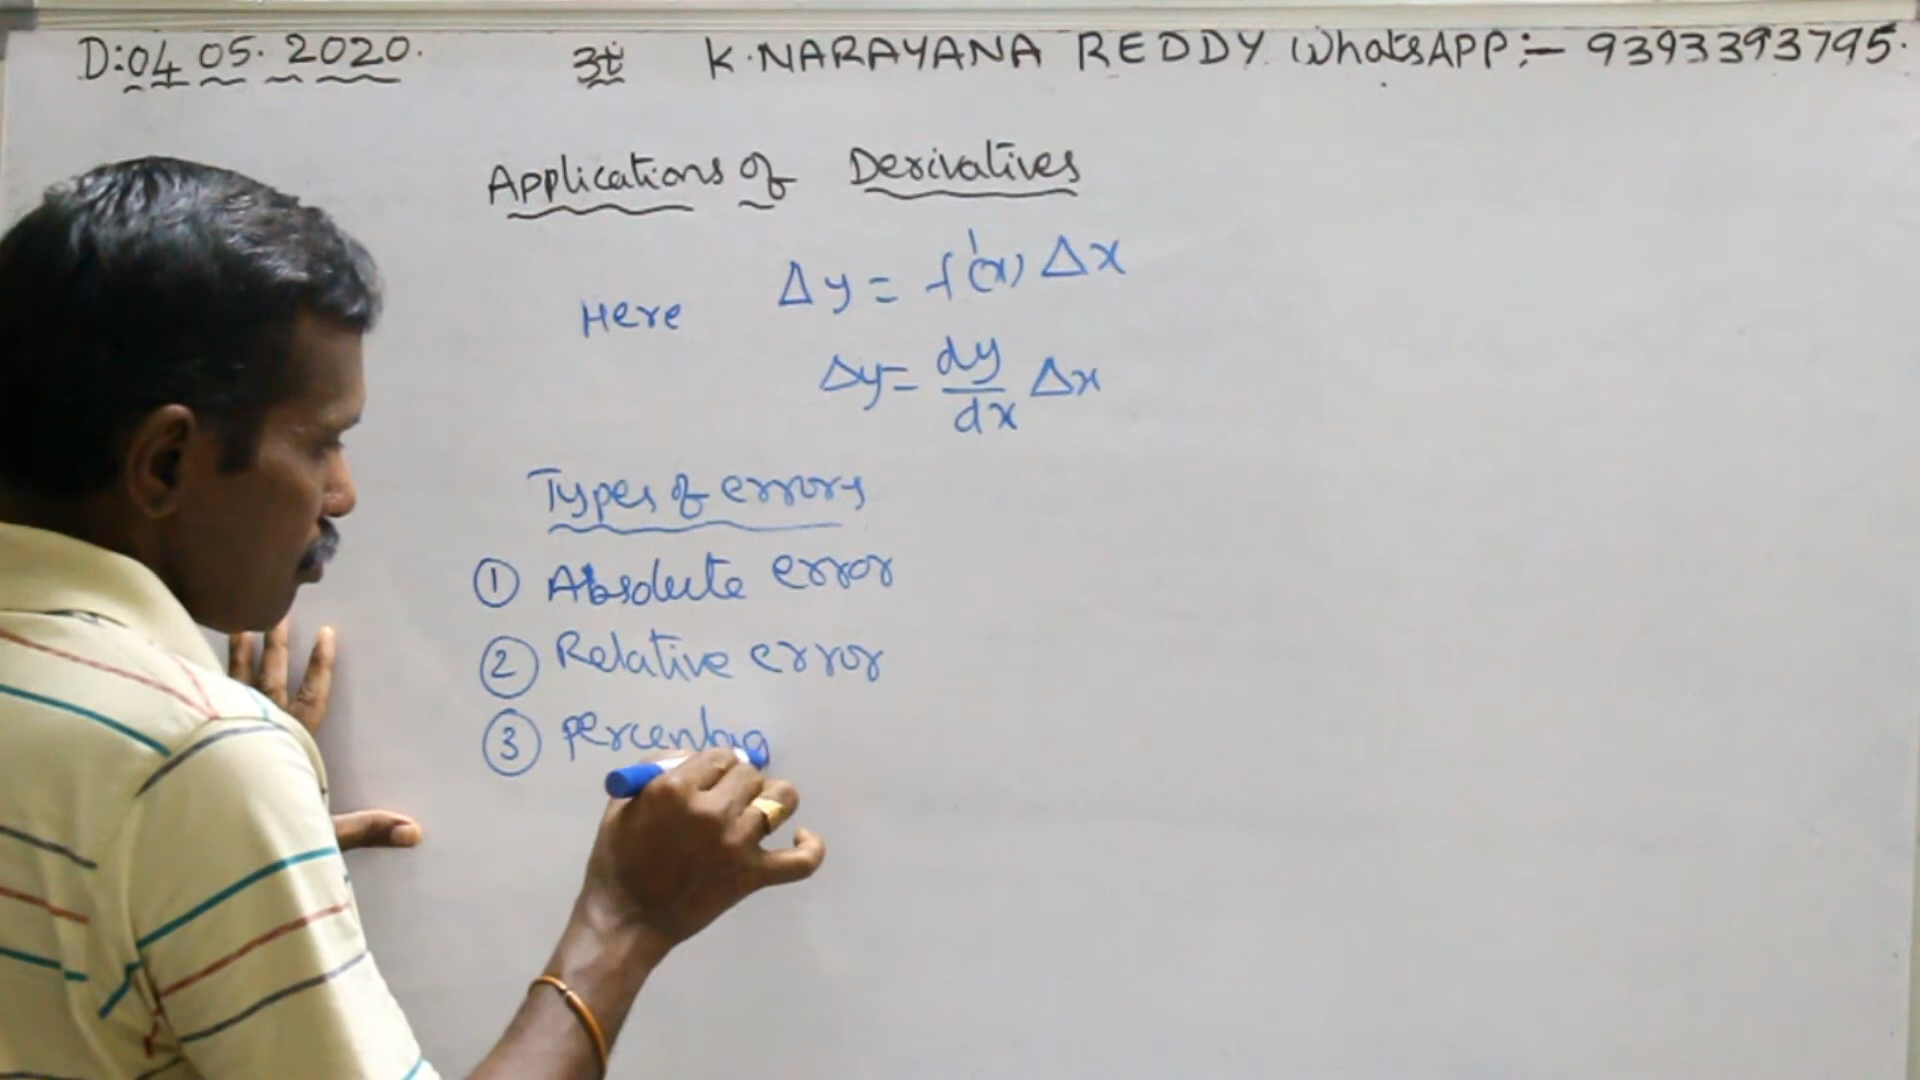 D:04 05. 2020. K.NARAYANA REDDY WhatsAPP:- 9393393795.
Applications of Derivatives
Here Δy = f'(x) Δx
Δy= dy/dx Δx
Types of errors
① Absolute error
② Relative error
③ percentag